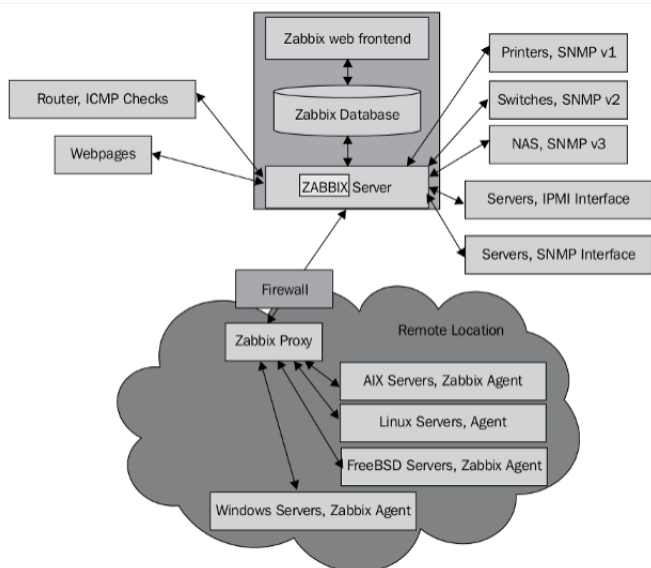 Zabbix web frontend
Zabbix Database
ZABBIX Server
Router, ICMP Checks
Webpages
Printers, SNMP v1
Switches, SNMP v2
NAS, SNMP v3
Servers, IPMI Interface
Servers, SNMP Interface
Firewall
Zabbix Proxy
Remote Location
AIX Servers, Zabbix Agent
Linux Servers, Agent
FreeBSD Servers, Zabbix Agent
Windows Servers, Zabbix Agent